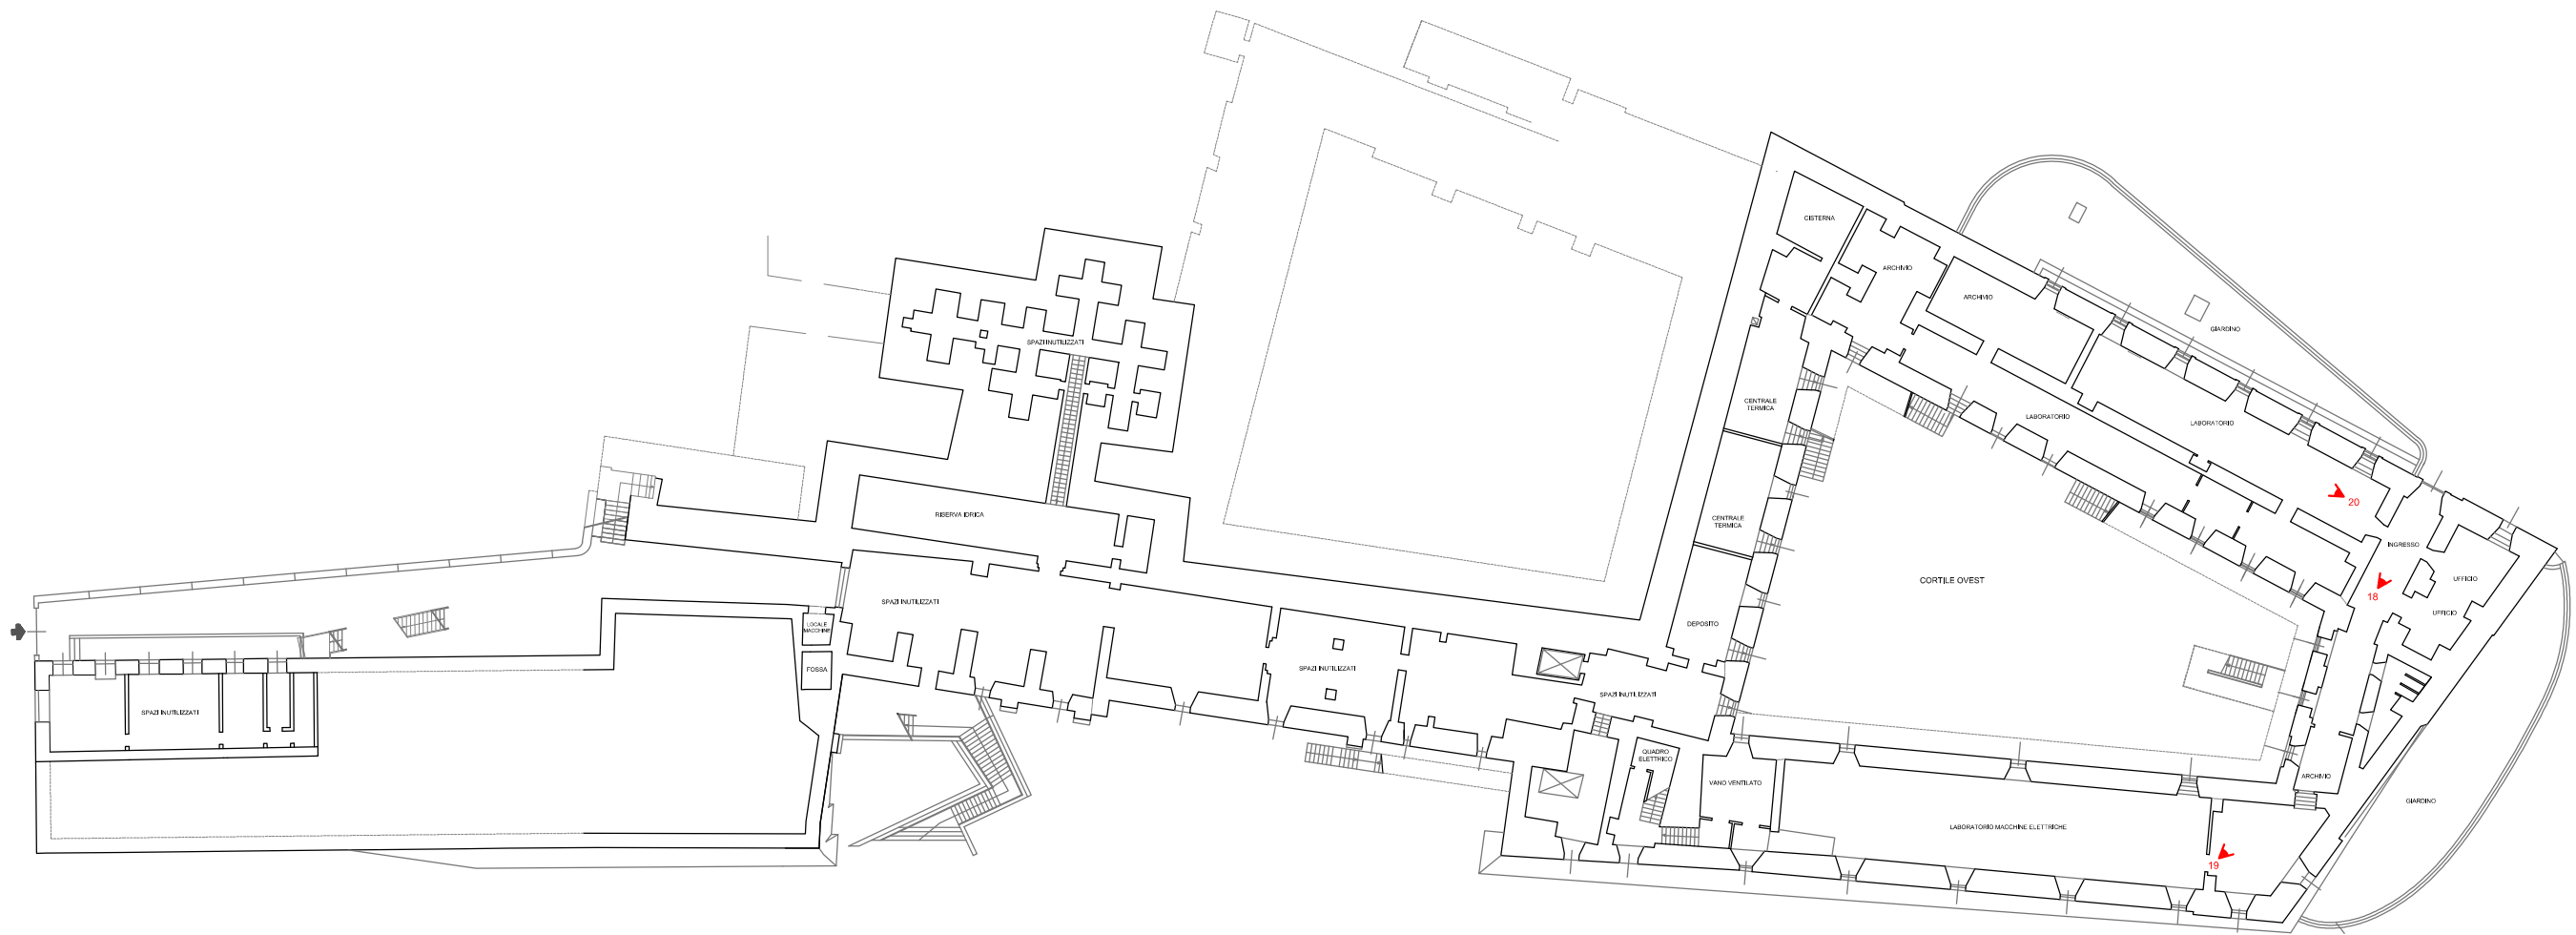 CISTERNA
ARCHIVIO
ARCHIVIO
GIARDINO
SPAZI INUTILIZZATI
CENTRALE
TERMICA
LABORATORIO
LABORATORIO
20
RISERVA IDRICA
CENTRALE
TERMICA
INGRESSO
CORTILE OVEST
UFFICIO
18
SPAZI INUTILIZZATI
UFFICIO
LOCALE
MACCHINE
DEPOSITO
FOSSA
SPAZI INUTILIZZATI
SPAZI INUTILIZZATI
SPAZI INUTILIZZATI
QUADRO
ELETTRICO
VANO VENTILATO
ARCHIVIO
GIARDINO
LABORATORIO MACCHINE ELETTRICHE
19